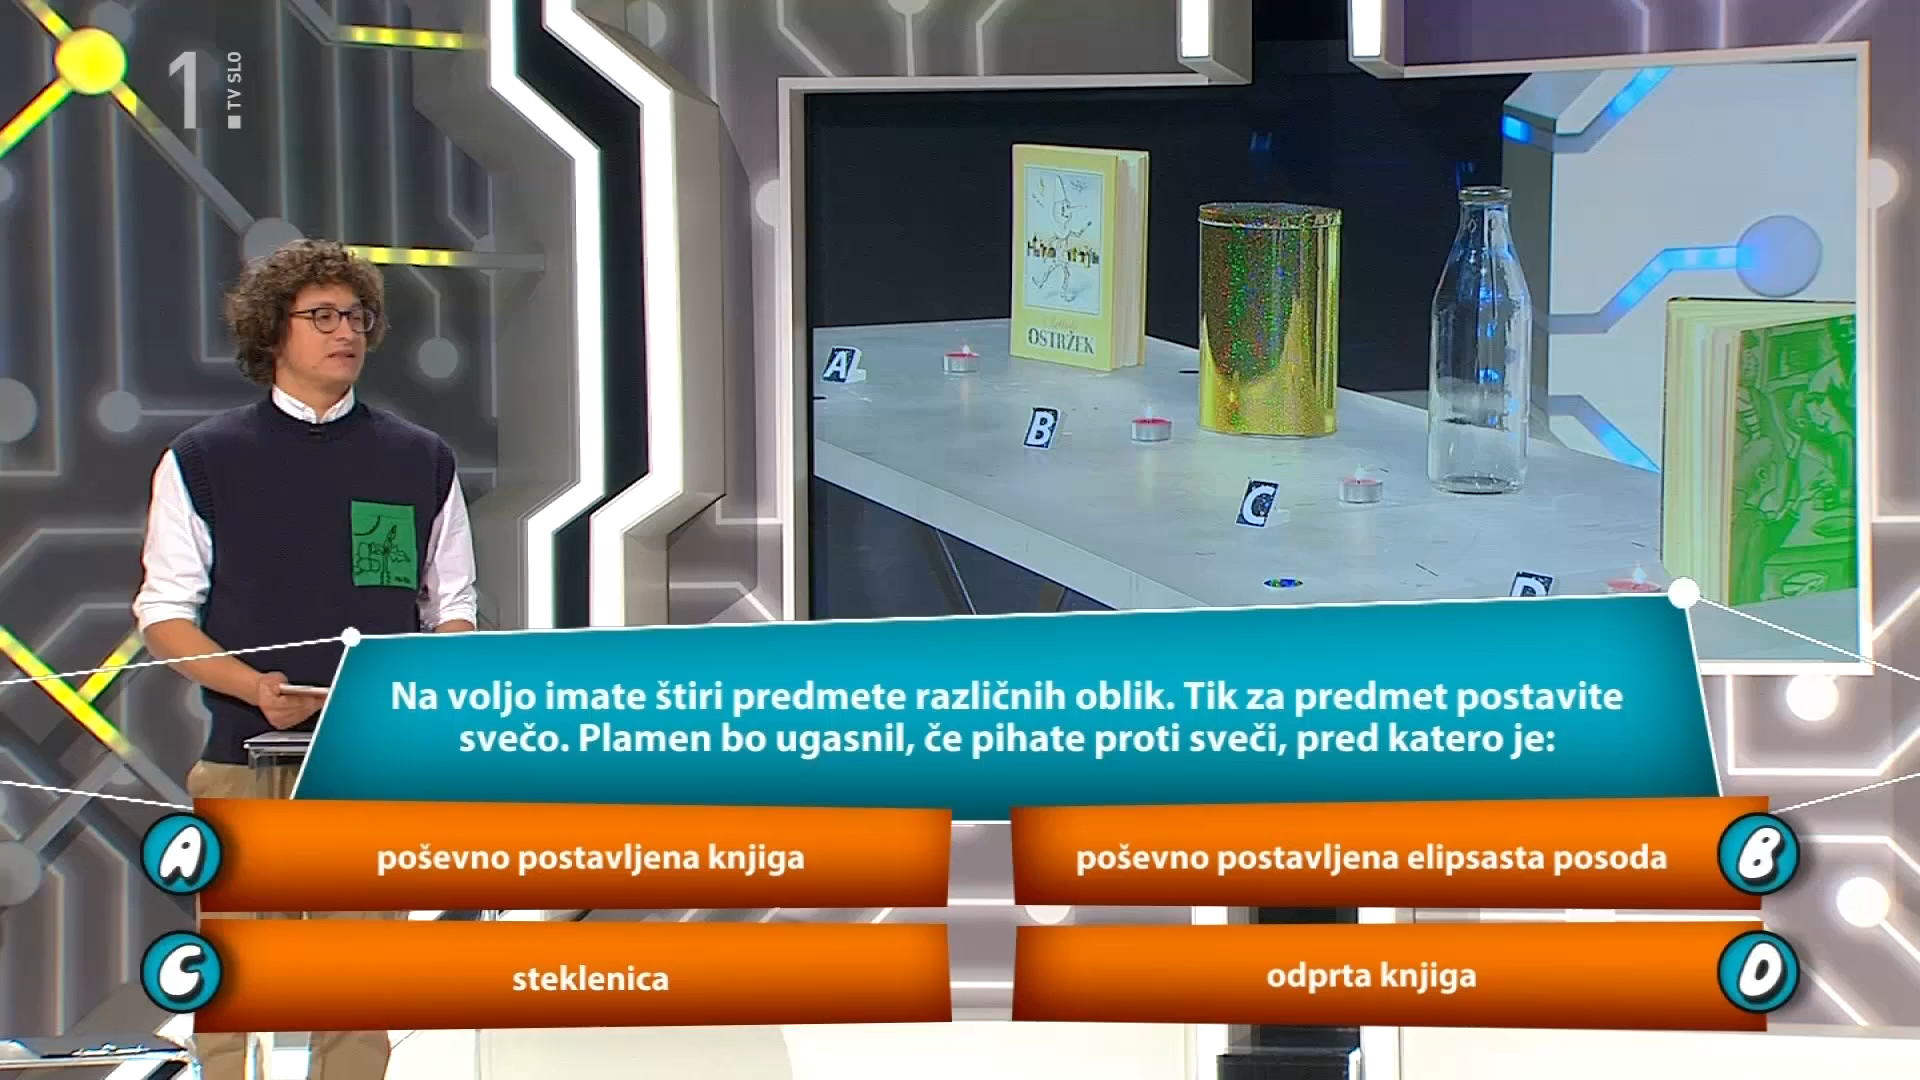 1
TV SLO
OSTRŽEK
A
B
C
D
Na voljo imate štiri predmete različnih oblik. Tik za predmet postavite
svečo. Plamen bo ugasnil, če pihate proti sveči, pred katero je:
A poševno postavljena knjiga
poševno postavljena elipsasta posoda B
C steklenica
odprta knjiga D